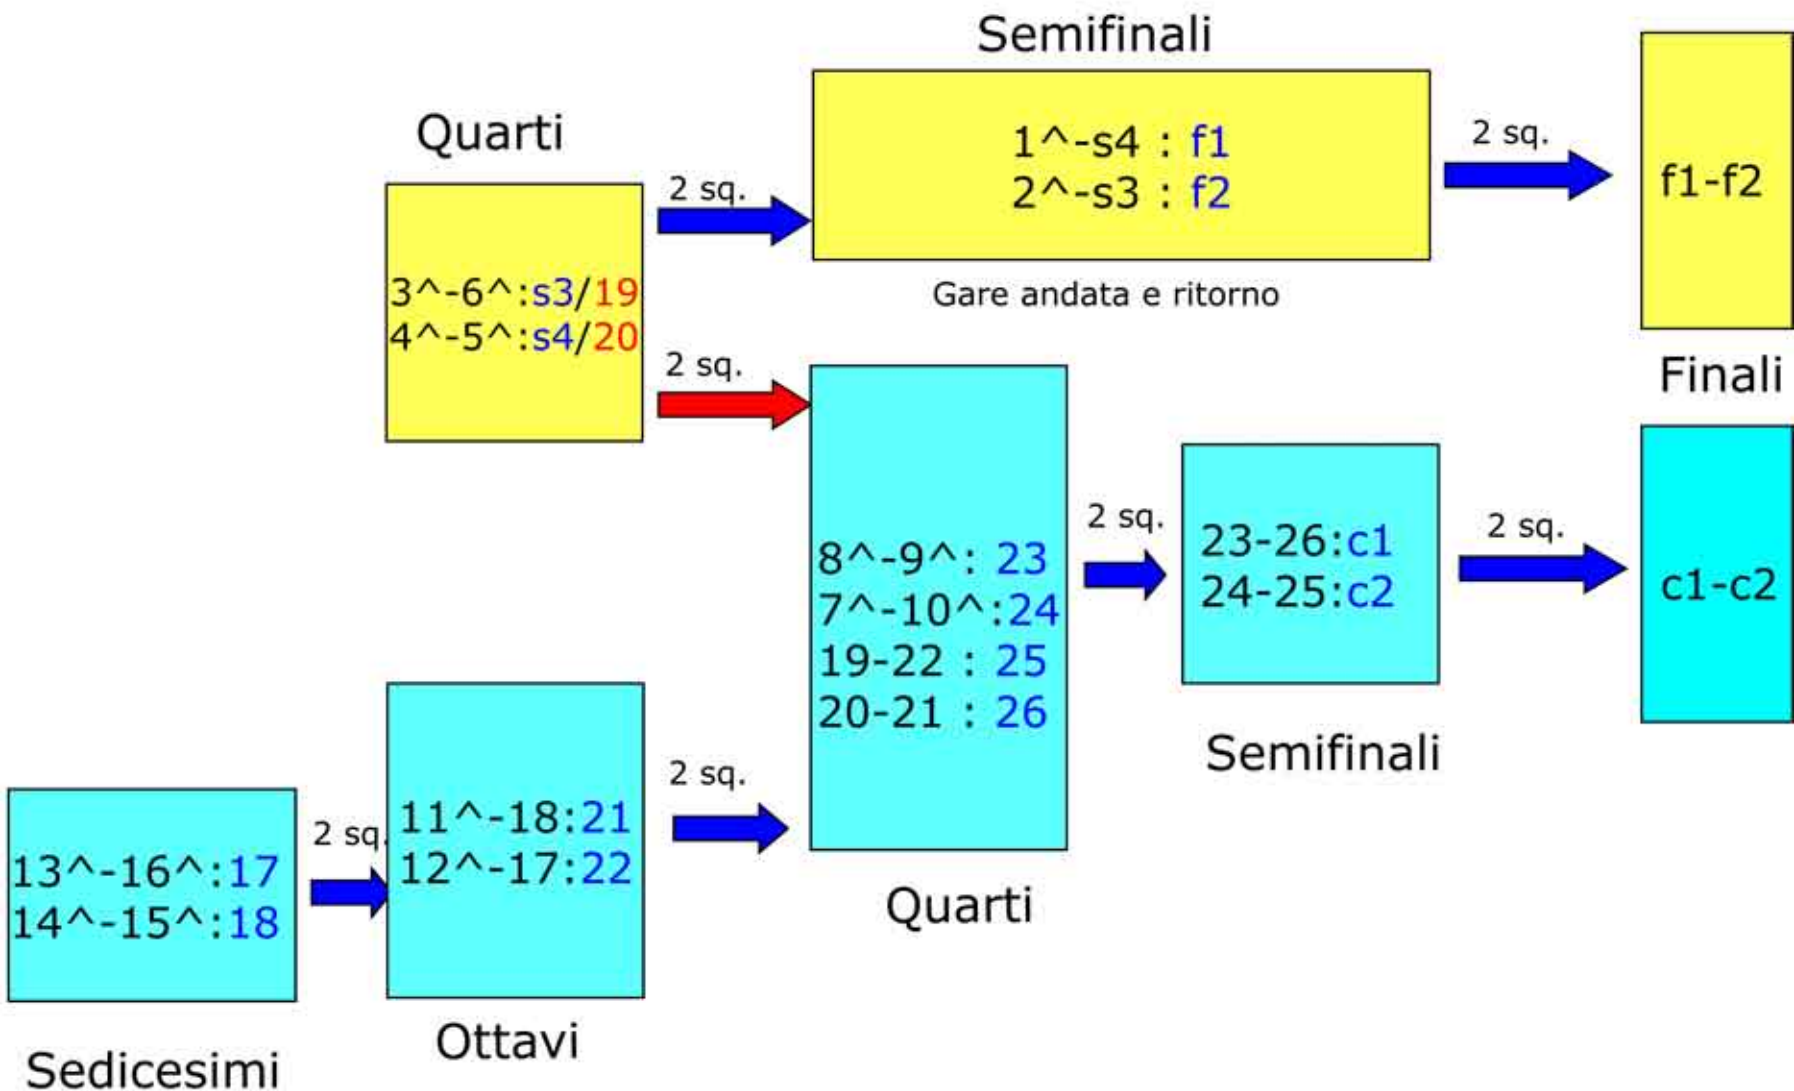 Semifinali
Quarti
2 sq.
1^-s4 : f1
2^-s3 : f2
2 sq.
f1-f2
3^-6^:s3/19
4^-5^:s4/20
Gare andata e ritorno
2 sq.
Finali
8^-9^: 23
7^-10^:24
19-22 : 25
20-21 : 26
2 sq.
23-26:c1
24-25:c2
2 sq.
c1-c2
Semifinali
2 sq.
11^-18:21
12^-17:22
2 sq.
13^-16^:17
14^-15^:18
Quarti
Ottavi
Sedicesimi